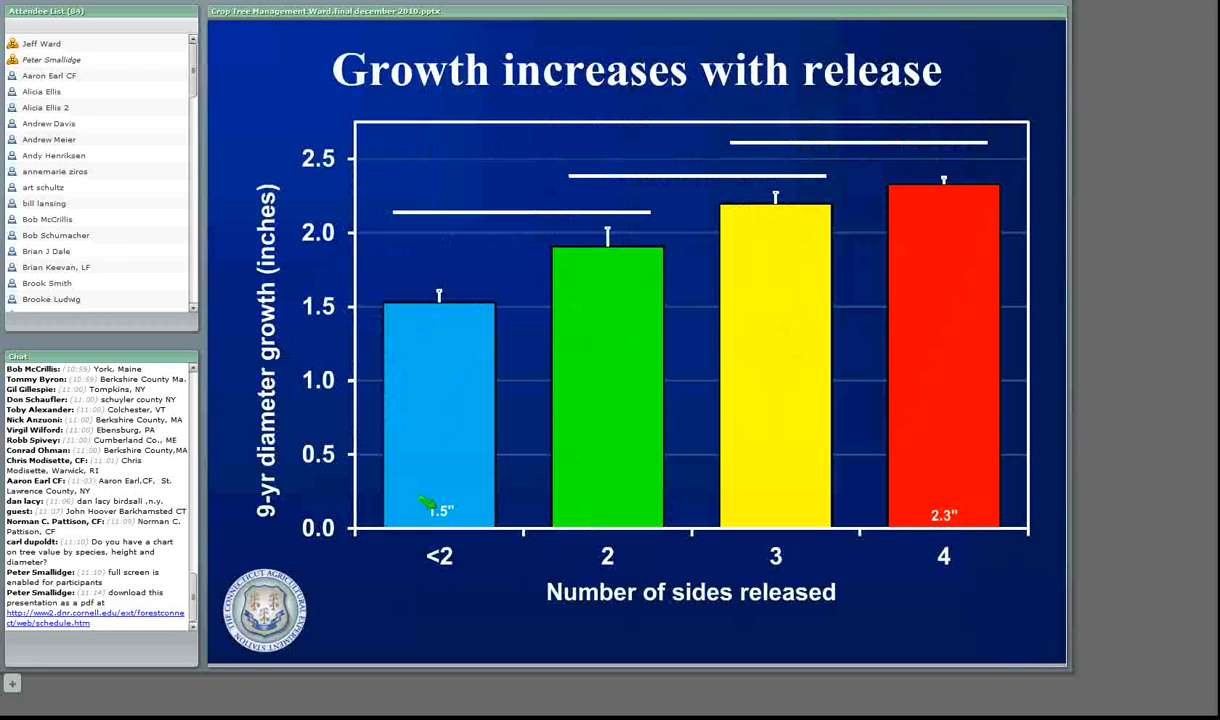 Attendee List (84)
Jeff Ward
Peter Smallidge
Aaron Earl CF
Alicia Ellis
Alicia Ellis 2
Andrew Davis
Andrew Meier
Andy Henriksen
annemarie ziros
art schultz
bill lansing
Bob McCrillis
Bob Schumacher
Brian J Dale
Brian Keevan, LF
Brook Smith
Brooke Ludwig
Chat
Bob McCrillis: (10:59) York, Maine
Tommy Byron: (10:59) Berkshire County Ma.
Gil Gillespie: (11:00) Tompkins, NY
Don Schaufler: (11:00) schuyler county NY
Toby Alexander: (11:00) Colchester, VT
Nick Anzuoni: (11:00) Berkshire County, MA
Virgil Wilford: (11:00) Ebensburg, PA
Robb Spivey: (11:00) Cumberland Co., ME
Conrad Ohman: (11:00) Berkshire County,MA
Chris Modisette, CF: (11:01) Chris
Modisette, Warwick, RI
Aaron Earl CF: (11:03) Aaron Earl,CF, St.
Lawrence County, NY
dan lacy: (11:06) dan lacy birdsall ,n.y.
guest: (11:07) John Hoover Barkhamsted CT
Norman C. Pattison, CF: (11:09) Norman C.
Pattison, CF
carl dupoldt: (11:10) Do you have a chart
on tree value by species, height and
diameter?
Peter Smallidge: (11:10) full screen is
enabled for participants
Peter Smallidge: (11:14) download this
presentation as a pdf at
http://www2.dnr.cornell.edu/ext/forestconne
ct/web/schedule.htm
Crop Tree Management Ward.final december 2010.pptx
Growth increases with release
9-yr diameter growth (inches)
2.5
2.0
1.5
1.0
0.5
0.0
1.5"
2.3"
<2
2
3
4
Number of sides released
THE CONNECTICUT AGRICULTURAL EXPERIMENT STATION